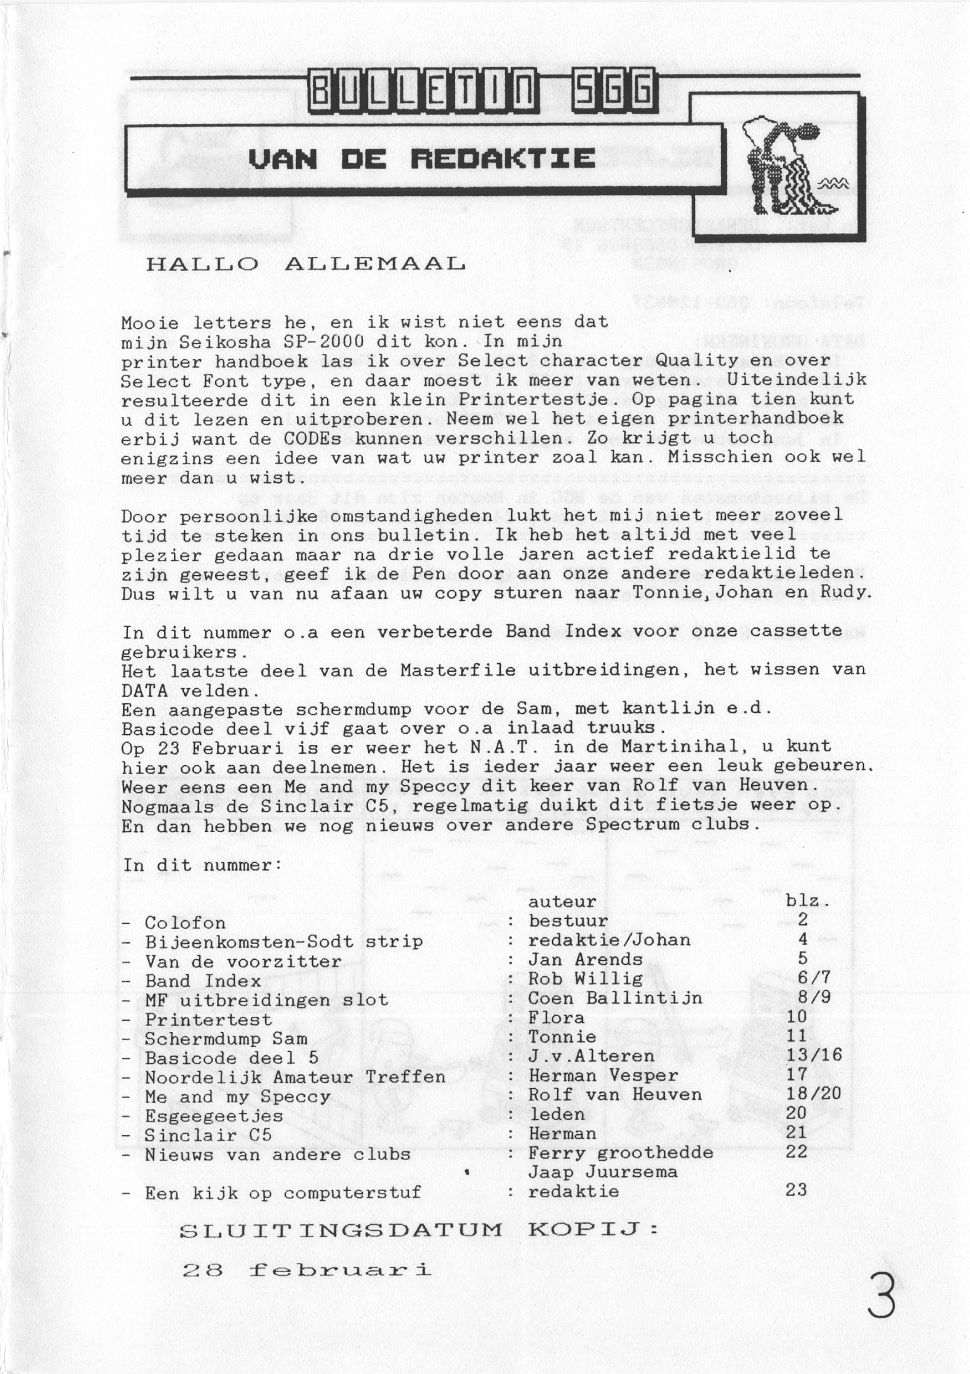 BULLETIN SGG
VAN DE REDAKTIE
HALLO ALLEMAAL
Mooie letters he, en ik wist niet eens dat
mijn Seikosha SP-2000 dit kon. In mijn
printer handboek las ik over Select character Quality en over
Select Font type, en daar moest ik meer van weten. Uiteindelijk
resulteerde dit in een klein Printertestje. Op pagina tien kunt
u dit lezen en uitproberen. Neem wel het eigen printerhandboek
erbij want de CODEs kunnen verschillen. Zo krijgt u toch
enigzins een idee van wat uw printer zoal kan. Misschien ook wel
meer dan u wist.
Door persoonlijke omstandigheden lukt het mij niet meer zoveel
tijd te steken in ons bulletin. Ik heb het altijd met veel
plezier gedaan maar na drie volle jaren actief redaktielid te
zijn geweest, geef ik de Pen door aan onze andere redaktieleden.
Dus wilt u van nu afaan uw copy sturen naar Tonnie, Johan en Rudy.
In dit nummer o.a een verbeterde Band Index voor onze cassette
gebruikers.
Het laatste deel van de Masterfile uitbreidingen, het wissen van
DATA velden.
Een aangepaste schermdump voor de Sam, met kantlijn e.d.
Basicode deel vijf gaat over o.a inlaad truuks.
Op 23 Februari is er weer het N.A.T. in de Martinihal, u kunt
hier ook aan deelnemen. Het is ieder jaar weer een leuk gebeuren.
Weer eens een Me and my Speccy dit keer van Rolf van Heuven.
Nogmaals de Sinclair C5, regelmatig duikt dit fietsje weer op.
En dan hebben we nog nieuws over andere Spectrum clubs.
In dit nummer:
auteur blz.
- Colofon : bestuur 2
- Bijeenkomsten-Sodt strip : redaktie/Johan 4
- Van de voorzitter : Jan Arends 5
- Band Index : Rob Willig 6/7
- MF uitbreidingen slot : Coen Ballintijn 8/9
- Printertest : Flora 10
- Schermdump Sam : Tonnie 11
- Basicode deel 5 : J.v.Alteren 13/16
- Noordelijk Amateur Treffen : Herman Vesper 17
- Me and my Speccy : Rolf van Heuven 18/20
- Esgeegeetjes : leden 20
- Sinclair C5 : Herman 21
- Nieuws van andere clubs : Ferry groothedde 22
Jaap Juursema
- Een kijk op computerstuf : redaktie 23
SLUITINGSDATUM KOPIJ:
28 februari
3